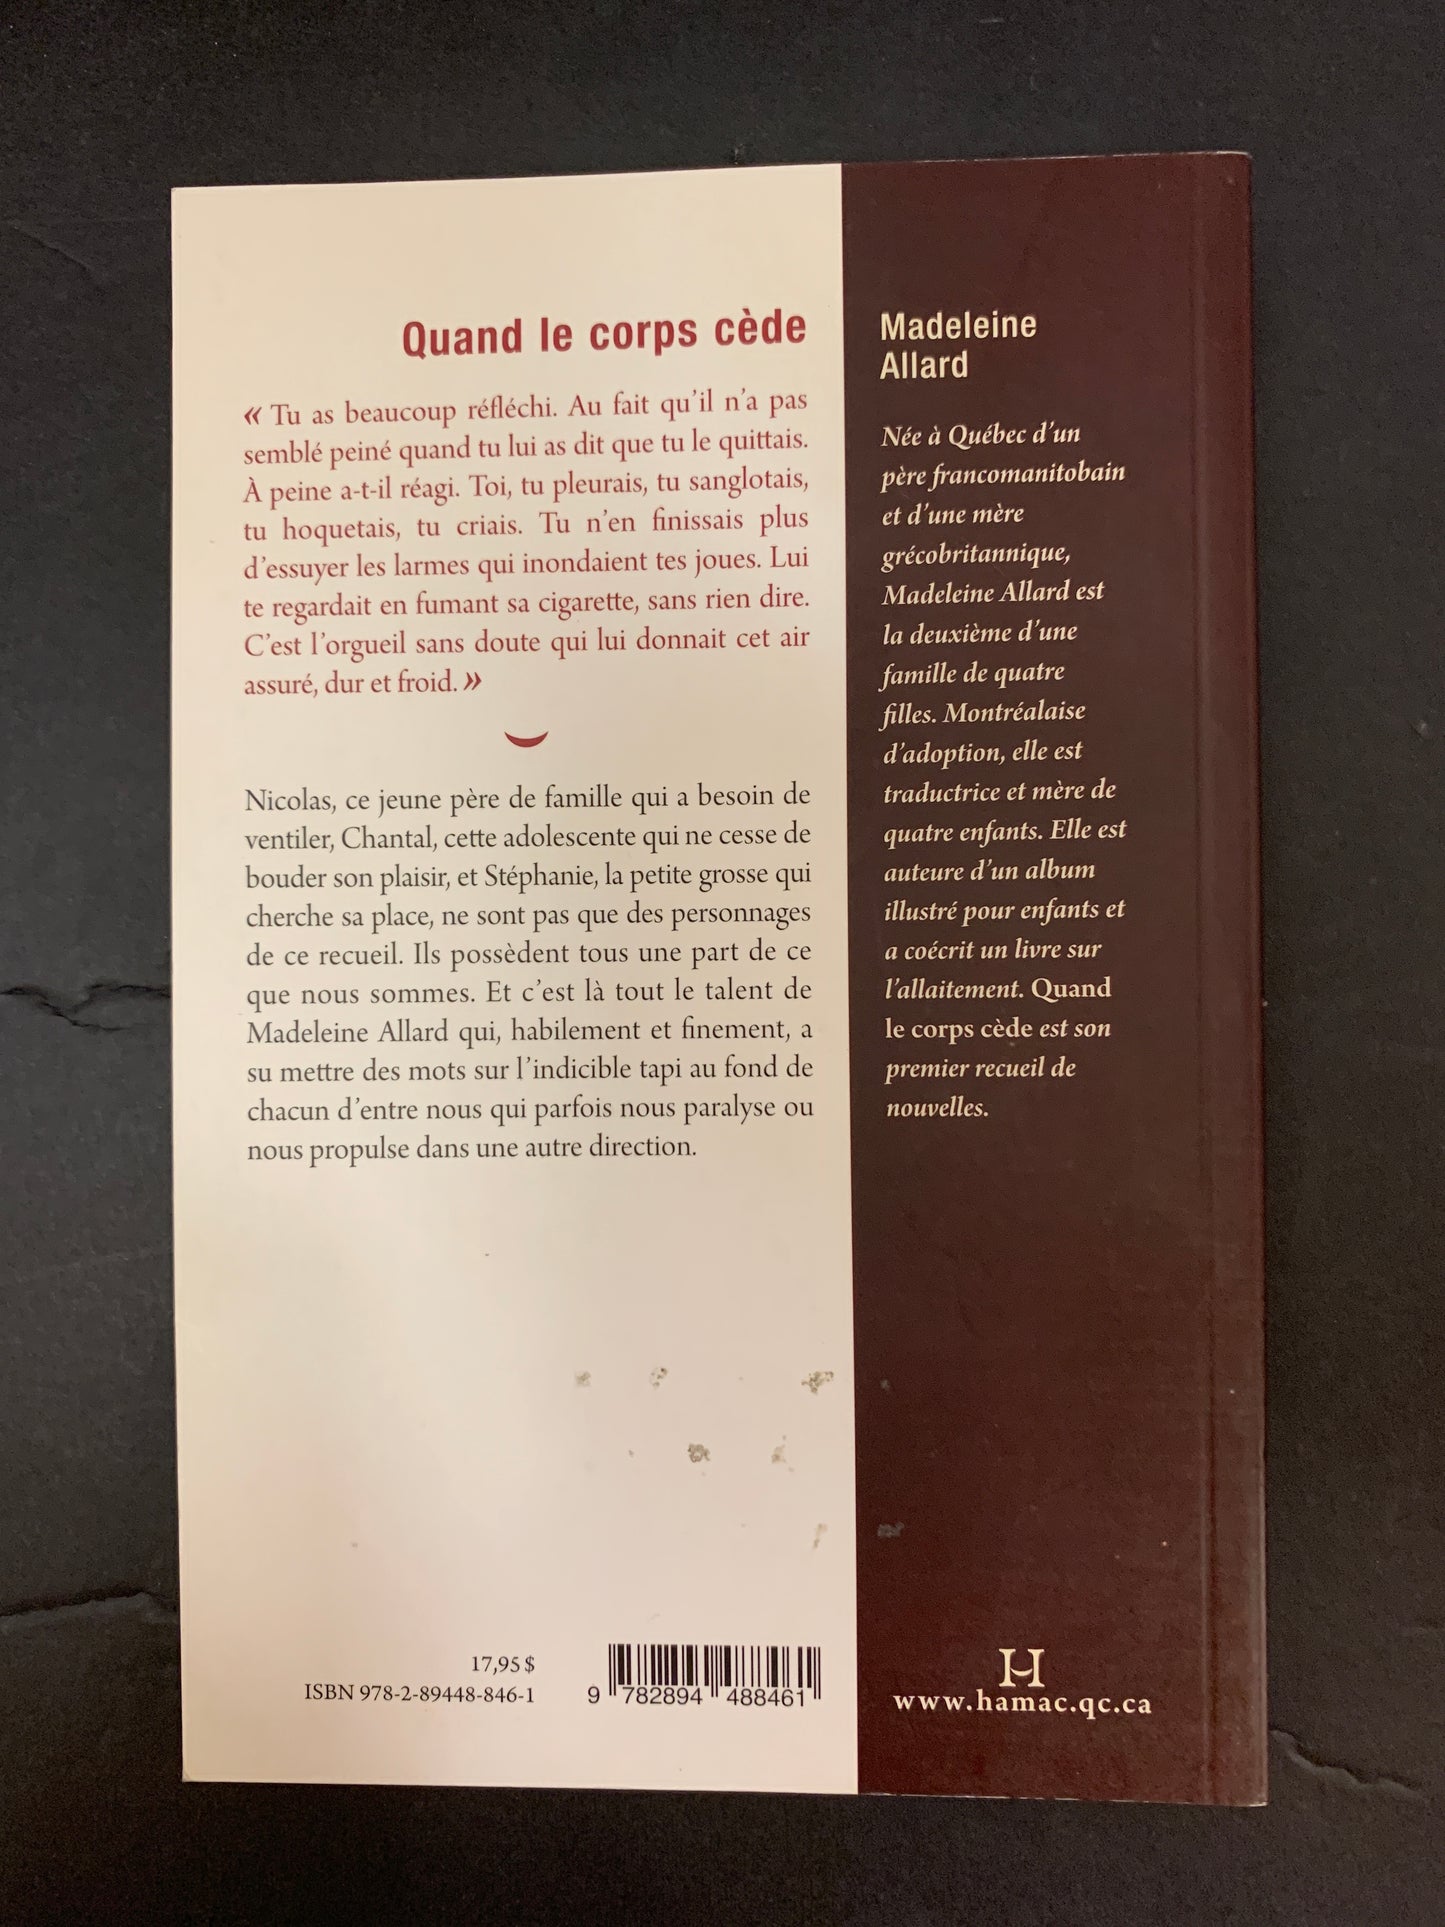 Quand le corps cède
« Tu as beaucoup réfléchi. Au fait qu'il n'a pas
semblé peiné quand tu lui as dit que tu le quittais.
À peine a-t-il réagi. Toi, tu pleurais, tu sanglotais,
tu hoquetais, tu criais. Tu n'en finissais plus
d'essuyer les larmes qui inondaient tes joues. Lui
te regardait en fumant sa cigarette, sans rien dire.
C'est l'orgueil sans doute qui lui donnait cet air
assuré, dur et froid. »
Nicolas, ce jeune père de famille qui a besoin de
ventiler, Chantal, cette adolescente qui ne cesse de
bouder son plaisir, et Stéphanie, la petite grosse qui
cherche sa place, ne sont pas que des personnages
de ce recueil. Ils possèdent tous une part de ce
que nous sommes. Et c'est là tout le talent de
Madeleine Allard qui, habilement et finement, a
su mettre des mots sur l'indicible tapi au fond de
chacun d'entre nous qui parfois nous paralyse ou
nous propulse dans une autre direction.
17,95 $
ISBN 978-2-89448-846-1
9 782894 488461
Madeleine
Allard
Née à Québec d'un
père francomanitobain
et d'une mère
grécobritannique,
Madeleine Allard est
la deuxième d'une
famille de quatre
filles. Montréalaise
d'adoption, elle est
traductrice et mère de
quatre enfants. Elle est
auteure d'un album
illustré pour enfants et
a coécrit un livre sur
l'allaitement. Quand
le corps cède est son
premier recueil de
nouvelles.
H
www.hamac.qc.ca